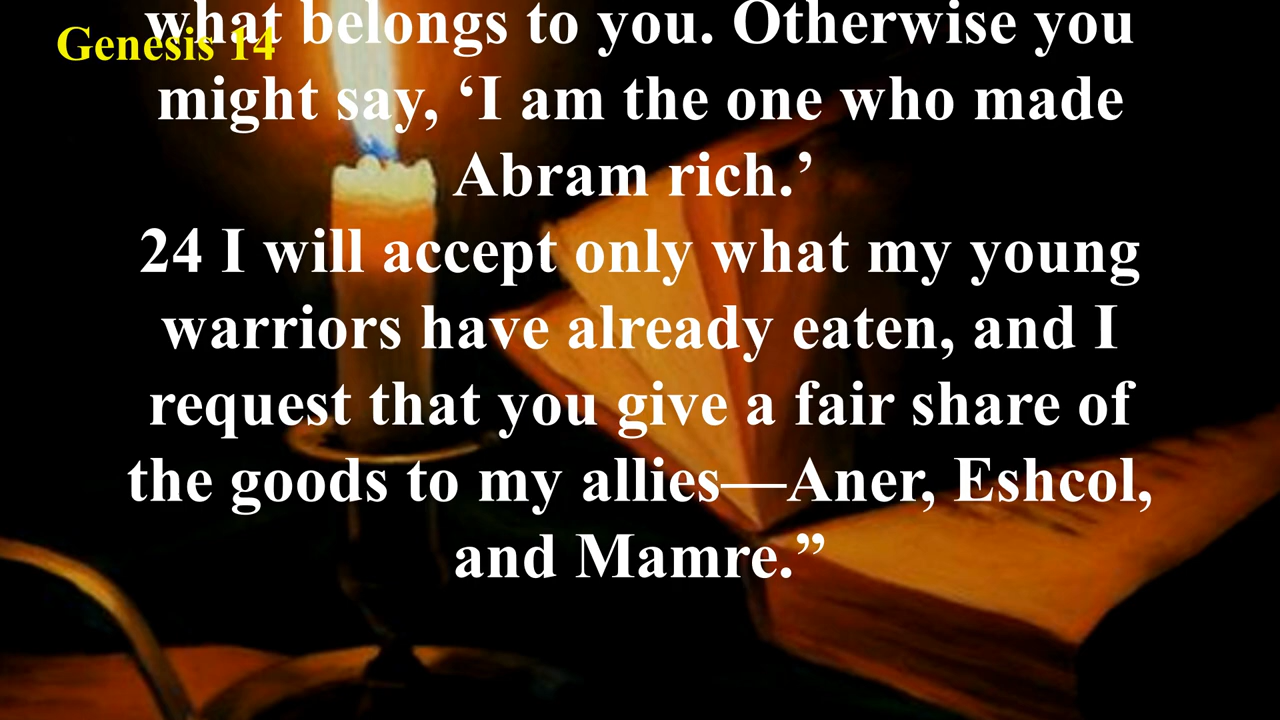 Genesis 14
what belongs to you. Otherwise you
might say, ‘I am the one who made
Abram rich.’
24 I will accept only what my young
warriors have already eaten, and I
request that you give a fair share of
the goods to my allies—Aner, Eshcol,
and Mamre.”